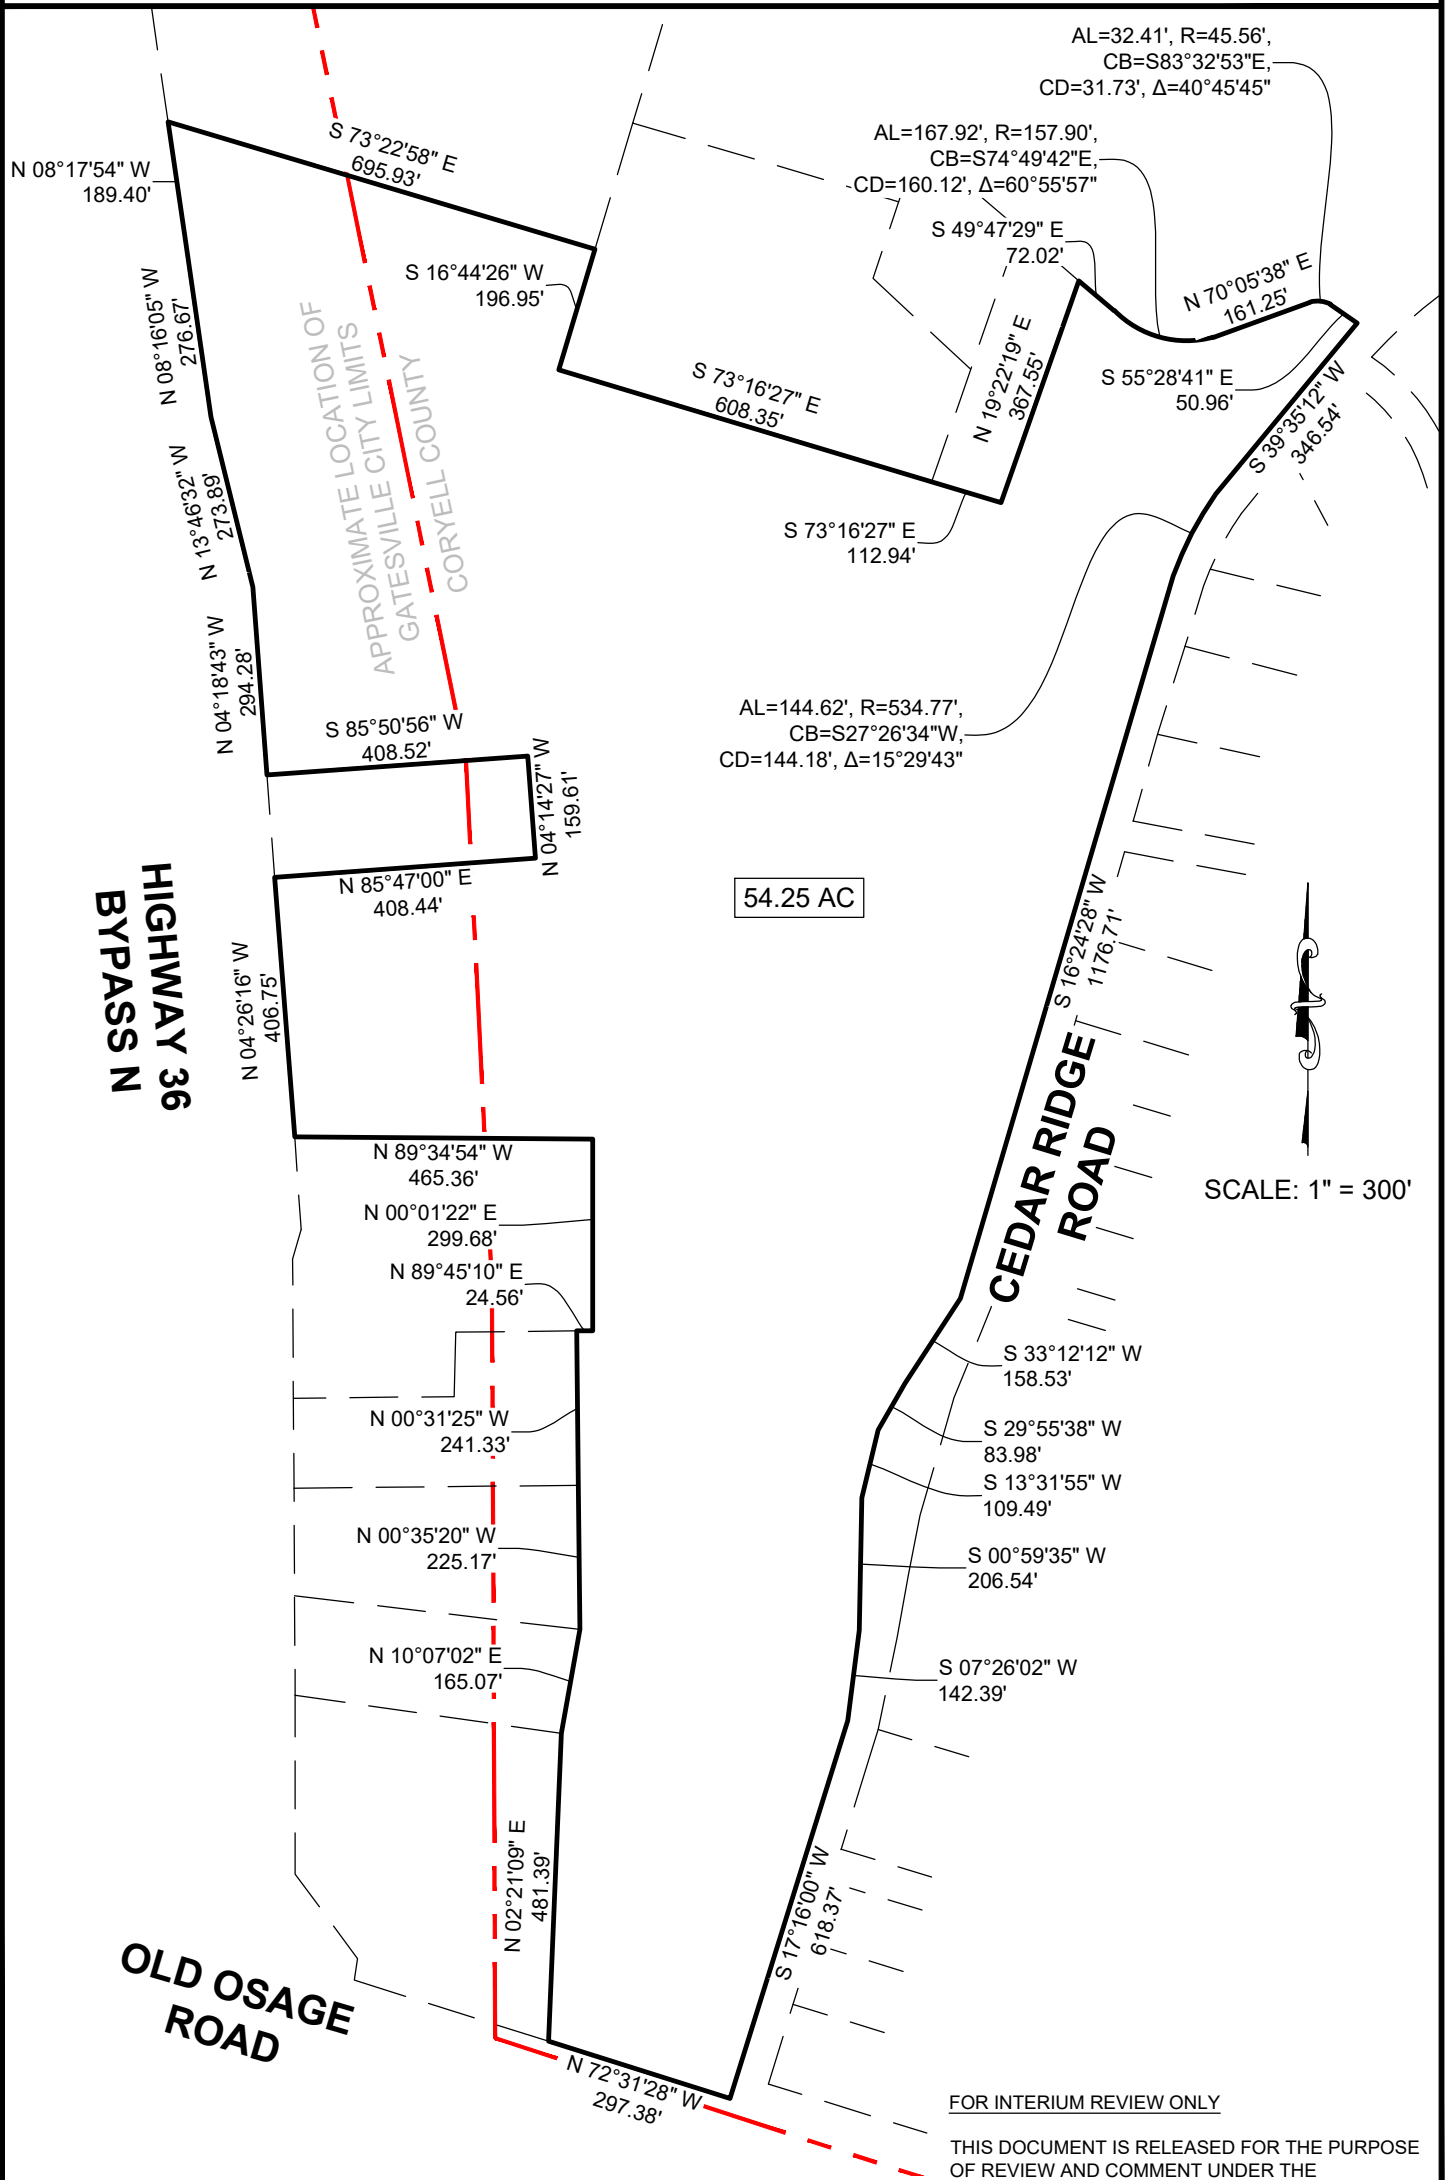 AL=32.41', R=45.56',
CB=S83°32'53"E,
CD=31.73', Δ=40°45'45"
AL=167.92', R=157.90',
CB=S74°49'42"E,
CD=160.12', Δ=60°55'57"
S 73°22'58" E
695.93'
N 08°17'54" W
189.40'
S 49°47'29" E
72.02'
S 16°44'26" W
196.95'
N 70°05'38" E
161.25'
N 08°16'05" W
276.67'
APPROXIMATE LOCATION OF
GATESVILLE CITY LIMITS
CORYELL COUNTY
N 19°22'19" E
367.55'
S 55°28'41" E
50.96'
S 73°16'27" E
608.35'
S 39°35'12" W
346.54'
N 13°46'32" W
273.89'
S 73°16'27" E
112.94'
N 04°18'43" W
294.28'
S 85°50'56" W
408.52'
AL=144.62', R=534.77',
CB=S27°26'34"W,
CD=144.18', Δ=15°29'43"
N 04°14'27" W
159.61'
N 85°47'00" E
408.44'
54.25 AC
HIGHWAY 36
BYPASS N
N 04°26'16" W
406.75'
S 16°24'28" W
1176.71'
CEDAR RIDGE
ROAD
SCALE: 1" = 300'
N 89°34'54" W
465.36'
N 00°01'22" E
299.68'
N 89°45'10" E
24.56'
S 33°12'12" W
158.53'
N 00°31'25" W
241.33'
S 29°55'38" W
83.98'
S 13°31'55" W
109.49'
N 00°35'20" W
225.17'
S 00°59'35" W
206.54'
N 10°07'02" E
165.07'
S 07°26'02" W
142.39'
N 02°21'09" E
481.39'
S 17°16'00" W
618.37'
OLD OSAGE
ROAD
N 72°31'28" W
297.38'
FOR INTERIUM REVIEW ONLY
THIS DOCUMENT IS RELEASED FOR THE PURPOSE
OF REVIEW AND COMMENT UNDER THE